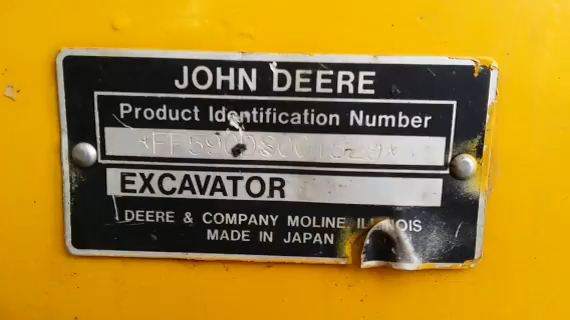 JOHN DEERE
Product Identification Number
EXCAVATOR
DEERE & COMPANY MOLINE, ILLINOIS
MADE IN JAPAN